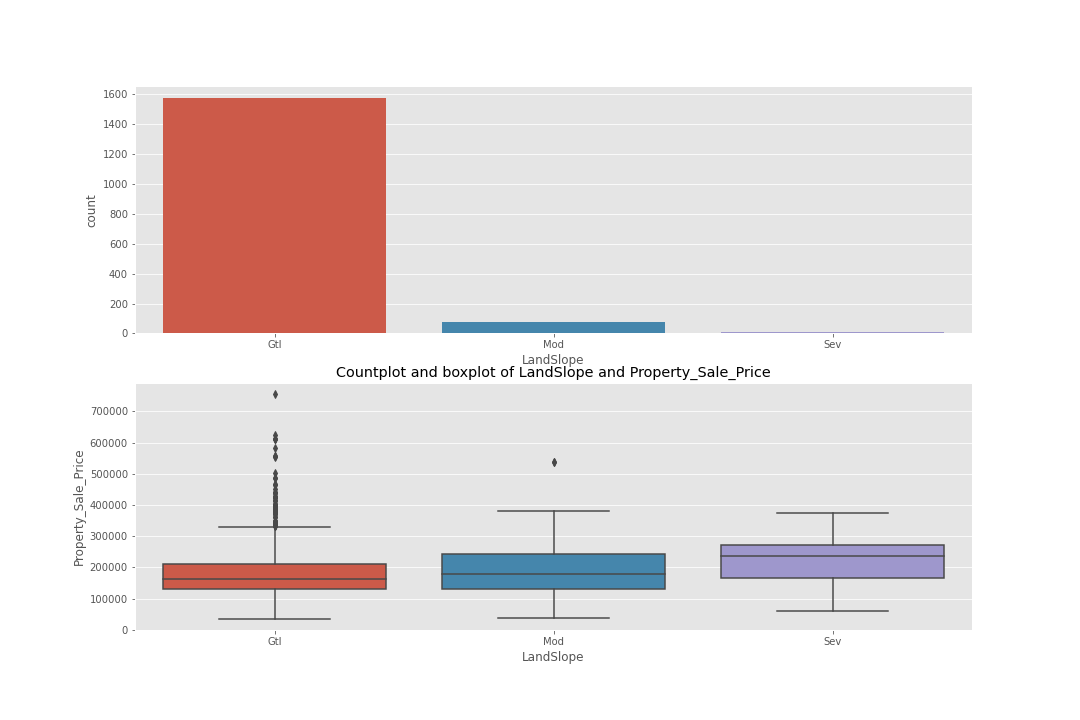 1600
1400
1200
1000
800
600
400
200
0
count
Gtl Mod Sev
LandSlope
Countplot and boxplot of LandSlope and Property_Sale_Price
700000
600000
500000
400000
300000
200000
100000
0
Property_Sale_Price
Gtl Mod Sev
LandSlope